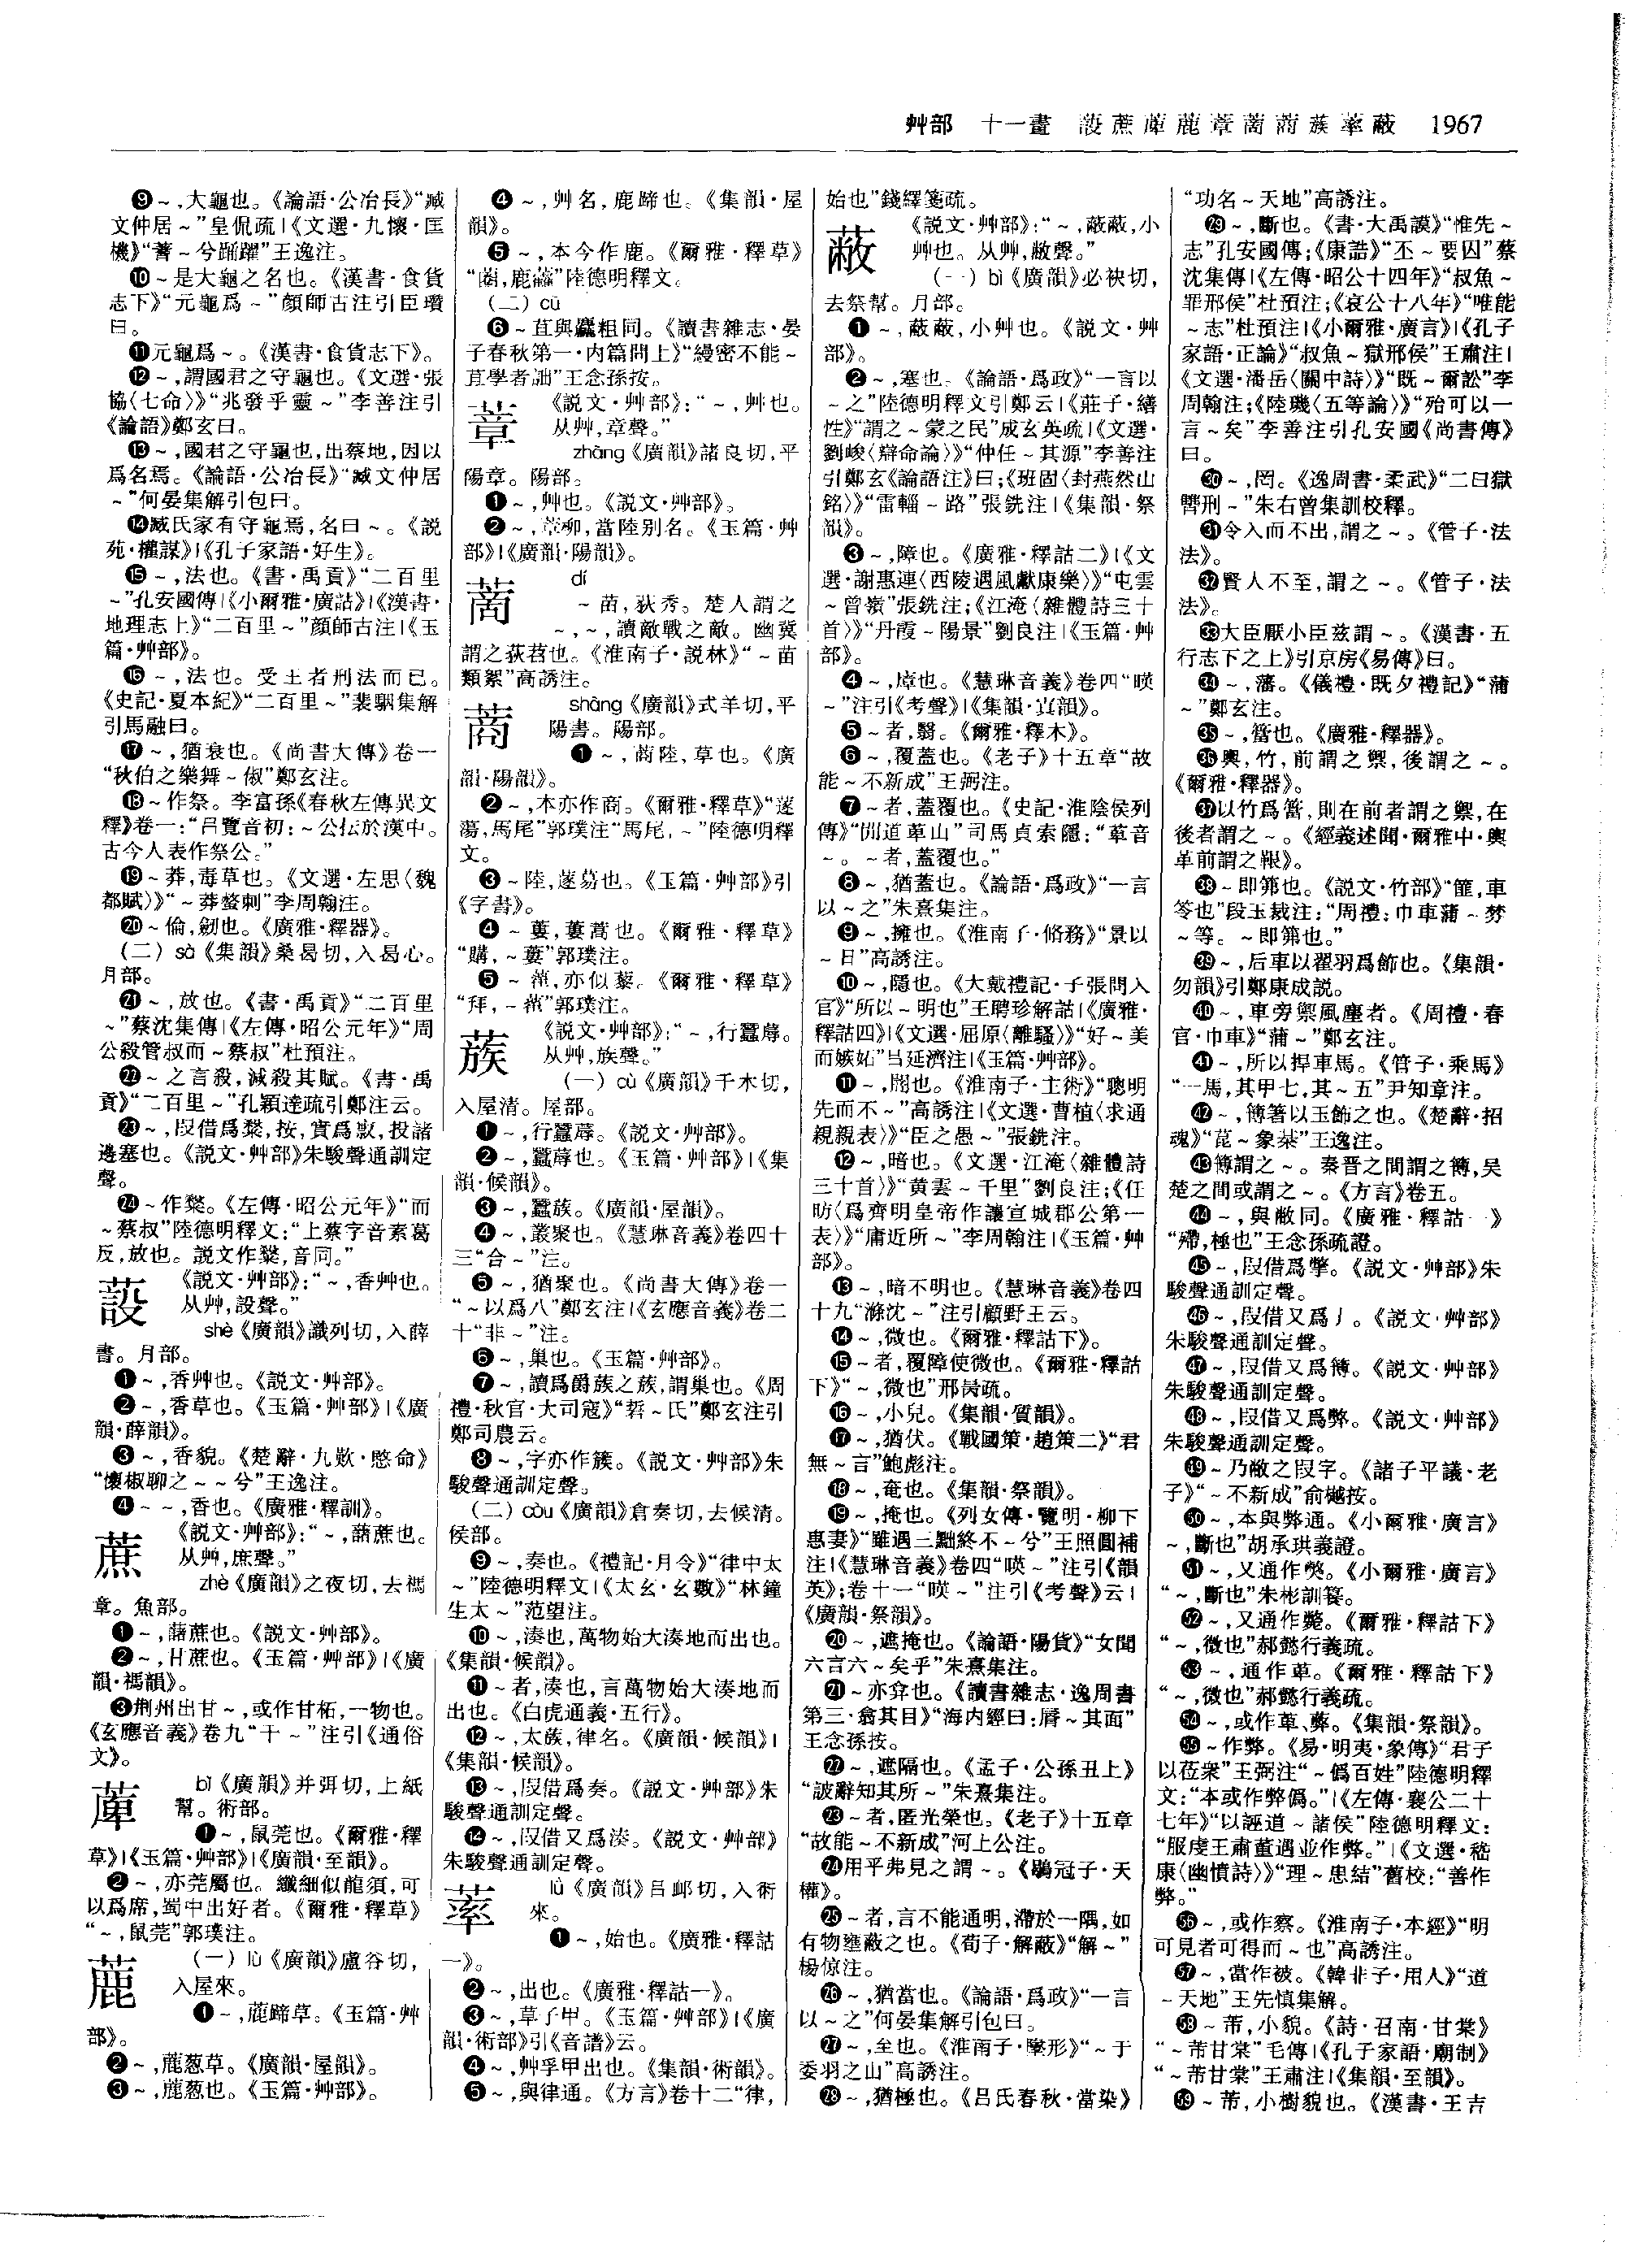 艸部 十一畫 蔎蔗蓽蔍葦蔏蔏蔟䔞蔽 1967
❾～,大龜也。《論語·公冶長》“臧
文仲居～”皇侃疏|《文選·九懷·匡
機》“蓍～兮踊躍”王逸注。
❿～是大龜之名也。《漢書·食貨
志下》“元龜爲～”顔師古注引臣瓚
曰。
⓫元龜爲～。《漢書·食貨志下》。
⓬～,謂國君之守龜也。《文選·張
協〈七命〉》“兆發乎靈～”李善注引
《論語》鄭玄曰。
⓭～,國君之守龜也,出蔡地,因以
爲名焉。《論語·公冶長》“臧文仲居
～”何晏集解引包曰。
⓮臧氏家有守龜焉,名曰～。《説
苑·權謀》|《孔子家語·好生》。
⓯～,法也。《書·禹貢》“二百里
～”孔安國傳|《小爾雅·廣詁》|《漢書·
地理志上》“二百里～”顔師古注|《玉
篇·艸部》。
⓰～,法也。受王者刑法而已。
《史記·夏本紀》“二百里～”裴駰集解
引馬融曰。
⓱～,猶衰也。《尚書大傳》卷一
“秋伯之樂舞～俶”鄭玄注。
⓲～作祭。李富孫《春秋左傳異文
釋》卷一:“吕覽音初:～公抎於漢中。
古今人表作祭公。”
⓳～莽,毒草也。《文選·左思〈魏
都賦〉》“～莽螫刺”李周翰注。
⓴～倫,劒也。《廣雅·釋器》。
(二)sà《集韻》桑曷切,入曷心。
月部。
㉑～,放也。《書·禹貢》“二百里
～”蔡沈集傳|《左傳·昭公元年》“周
公殺管叔而～蔡叔”杜預注。
㉒～之言殺,減殺其賦。《書·禹
貢》“二百里～”孔穎達疏引鄭注云。
㉓～,叚借爲槷,按,實爲𢿱,投諸
邊塞也。《説文·艸部》朱駿聲通訓定
聲。
㉔～作㯔。《左傳·昭公元年》“而
～蔡叔”陸德明釋文:“上蔡字音素葛
反,放也。説文作㯔,音同。”
蔎
《説文·艸部》:“～,香艸也。
从艸,設聲。”
shè《廣韻》識列切,入薛
書。月部。
❶～,香艸也。《説文·艸部》。
❷～,香草也。《玉篇·艸部》|《廣
韻·薛韻》。
❸～,香貌。《楚辭·九歎·愍命》
“懷椒聊之～～兮”王逸注。
❹～～,香也。《廣雅·釋訓》。
蔗
《説文·艸部》:“～,藷蔗也。
从艸,庶聲。”
zhè《廣韻》之夜切,去禡
章。魚部。
❶～,藷蔗也。《説文·艸部》。
❷～,甘蔗也。《玉篇·艸部》|《廣
韻·禡韻》。
❸荆州出甘～,或作甘柘,一物也。
《玄應音義》卷九“干～”注引《通俗
文》。
bǐ《廣韻》并弭切,上紙
幫。術部。
❶～,鼠莞也。《爾雅·釋
草》|《玉篇·艸部》|《廣韻·至韻》。
❷～,亦莞屬也。纖細似龍須,可
以爲席,蜀中出好者。《爾雅·釋草》
“～,鼠莞”郭璞注。
蔍
(一)lù《廣韻》盧谷切,
入屋來。
❶～,蔍蹄草。《玉篇·艸
部》。
❷～,蔍葱草。《廣韻·屋韻》。
❸～,蔍葱也。《玉篇·艸部》。
❹～,艸名,鹿蹄也。《集韻·屋
韻》。
❺～,本今作鹿。《爾雅·釋草》
“蔨,鹿藿”陸德明釋文。
(二)cū
❻～苴與麤粗同。《讀書雜志·晏
子春秋第一·内篇問上》“縵密不能～
苴學者詘”王念孫按。
蔁
《説文·艸部》:“～,艸也。
从艸,章聲。”
zhāng《廣韻》諸良切,平
陽章。陽部。
❶～,艸也。《説文·艸部》。
❷～,蔁柳,當陸别名。《玉篇·艸
部》|《廣韻·陽韻》。
蔐
dí
～苗,荻秀。楚人謂之
～,～,讀敵戰之敵。幽冀
謂之荻苕也。《淮南子·説林》“～苗
類絮”高誘注。
蔏
shāng《廣韻》式羊切,平
陽書。陽部。
❶～,蔏陸,草也。《廣
韻·陽韻》。
❷～,本亦作商。《爾雅·釋草》“蓫
薚,馬尾”郭璞注“馬尾,～”陸德明釋
文。
❸～陸,蓫募也。《玉篇·艸部》引
《字書》。
❹～蔞,蔞蒿也。《爾雅·釋草》
“購,～蔞”郭璞注。
❺～藋,亦似藜。《爾雅·釋草》
“拜,～藋”郭璞注。
蔟
《説文·艸部》:“～,行蠶蓐。
从艸,族聲。”
(一)cù《廣韻》千木切,
入屋清。屋部。
❶～,行蠶蓐。《説文·艸部》。
❷～,蠶蓐也。《玉篇·艸部》|《集
韻·候韻》。
❸～,蠶蔟。《廣韻·屋韻》。
❹～,叢聚也。《慧琳音義》卷四十
三“合～”注。
❺～,猶聚也。《尚書大傳》卷一
“～以爲八”鄭玄注|《玄應音義》卷二
十“非～”注。
❻～,巢也。《玉篇·艸部》。
❼～,讀爲爵蔟之蔟,謂巢也。《周
禮·秋官·大司寇》“硩～氏”鄭玄注引
鄭司農云。
❽～,字亦作簇。《説文·艸部》朱
駿聲通訓定聲。
(二)còu《廣韻》倉奏切,去候清。
侯部。
❾～,奏也。《禮記·月令》“律中太
～”陸德明釋文|《太玄·玄數》“林鐘
生太～”范望注。
❿～,湊也,萬物始大湊地而出也。
《集韻·候韻》。
⓫～者,湊也,言萬物始大湊地而
出也。《白虎通義·五行》。
⓬～,太蔟,律名。《廣韻·候韻》|
《集韻·候韻》。
⓭～,叚借爲奏。《説文·艸部》朱
駿聲通訓定聲。
⓮～,叚借又爲湊。《説文·艸部》
朱駿聲通訓定聲。
䔞
lǜ《廣韻》吕卹切,入術
來。
❶～,始也。《廣雅·釋詁
一》。
❷～,出也。《廣雅·釋詁一》。
❸～,草子甲。《玉篇·艸部》|《廣
韻·術部》引《音譜》云。
❹～,艸孚甲出也。《集韻·術韻》。
❺～,與律通。《方言》卷十二“律,
始也”錢繹箋疏。
蔽
《説文·艸部》:“～,蔽蔽,小
艸也。从艸,敝聲。”
(一)bì《廣韻》必袂切,
去祭幫。月部。
❶～,蔽蔽,小艸也。《説文·艸
部》。
❷～,塞也。《論語·爲政》“一言以
～之”陸德明釋文引鄭云|《莊子·繕
性》“謂之～蒙之民”成玄英疏|《文選·
劉峻〈辯命論〉》“仲任～其源”李善注
引鄭玄《論語注》曰;《班固〈封燕然山
銘〉》“雷輜～路”張銑注|《集韻·祭
韻》。
❸～,障也。《廣雅·釋詁二》|《文
選·謝惠連〈西陵遇風獻康樂〉》“屯雲
～曾嶺”張銑注;《江淹〈雜體詩三十
首〉》“丹霞～陽景”劉良注|《玉篇·艸
部》。
❹～,障也。《慧琳音義》卷四“暎
～”注引《考聲》|《集韻·寘韻》。
❺～者,翳。《爾雅·釋木》。
❻～,覆蓋也。《老子》十五章“故
能～不新成”王弼注。
❼～者,蓋覆也。《史記·淮陰侯列
傳》“閒道萆山”司馬貞索隱:“萆音
～。～者,蓋覆也。”
❽～,猶蓋也。《論語·爲政》“一言
以～之”朱熹集注。
❾～,擁也。《淮南子·脩務》“景以
～日”高誘注。
❿～,隱也。《大戴禮記·子張問入
官》“所以～明也”王聘珍解詁|《廣雅·
釋詁四》|《文選·屈原〈離騷〉》“好～美
而嫉妬”吕延濟注|《玉篇·艸部》。
⓫～,闇也。《淮南子·主術》“聰明
先而不～”高誘注|《文選·曹植〈求通
親親表〉》“臣之愚～”張銑注。
⓬～,暗也。《文選·江淹〈雜體詩
三十首〉》“黄雲～千里”劉良注;《任
昉〈爲齊明皇帝作讓宣城郡公第一
表〉》“庸近所～”李周翰注|《玉篇·艸
部》。
⓭～,暗不明也。《慧琳音義》卷四
十九“滌沈～”注引顧野王云。
⓮～,微也。《爾雅·釋詁下》。
⓯～者,覆障使微也。《爾雅·釋詁
下》“～,微也”邢昺疏。
⓰～,小兒。《集韻·質韻》。
⓱～,猶伏。《戰國策·趙策二》“君
無～言”鮑彪注。
⓲～,奄也。《集韻·祭韻》。
⓳～,掩也。《列女傳·賢明·柳下
惠妻》“雖遇三黜終不～兮”王照圓補
注|《慧琳音義》卷四“暎～”注引《韻
英》;卷十一“暎～”注引《考聲》云|
《廣韻·祭韻》。
⓴～,遮掩也。《論語·陽貨》“女聞
六言六～矣乎”朱熹集注。
㉑～亦弇也。《讀書雜志·逸周書
第三·翕其目》“海内經曰:㬹～其面”
王念孫按。
㉒～,遮隔也。《孟子·公孫丑上》
“詖辭知其所～”朱熹集注。
㉓～者,匿光榮也。《老子》十五章
“故能～不新成”河上公注。
㉔用平弗見之謂～。《鶡冠子·天
權》。
㉕～者,言不能通明,滯於一隅,如
有物壅蔽之也。《荀子·解蔽》“解～”
楊倞注。
㉖～,猶當也。《論語·爲政》“一言
以～之”何晏集解引包曰。
㉗～,至也。《淮南子·墬形》“～于
委羽之山”高誘注。
㉘～,猶極也。《吕氏春秋·當染》
“功名～天地”高誘注。
㉙～,斷也。《書·大禹謨》“惟先～
志”孔安國傳;《康誥》“丕～要囚”蔡
沈集傳|《左傳·昭公十四年》“叔魚～
罪邢侯”杜預注;《哀公十八年》“唯能
～志”杜預注|《小爾雅·廣言》|《孔子
家語·正論》“叔魚～獄邢侯”王肅注|
《文選·潘岳〈關中詩〉》“既～爾訟”李
周翰注;《陸璣〈五等論〉》“殆可以一
言～矣”李善注引孔安國《尚書傳》
曰。
㉚～,罔。《逸周書·柔武》“二曰獄
讋刑～”朱右曾集訓校釋。
㉛令入而不出,謂之～。《管子·法
法》。
㉜賢人不至,謂之～。《管子·法
法》。
㉝大臣厭小臣兹謂～。《漢書·五
行志下之上》引京房《易傳》曰。
㉞～,藩。《儀禮·既夕禮記》“蒲
～”鄭玄注。
㉟～,簹也。《廣雅·釋器》。
㊱輿,竹,前謂之禦,後謂之～。
《爾雅·釋器》。
㊲以竹爲簹,則在前者謂之禦,在
後者謂之～。《經義述聞·爾雅中·輿
革前謂之鞎》。
㊳～即笰也。《説文·竹部》“篚,車
笭也”段玉裁注:“周禮:巾車蒲～棼
～等。～即第也。”
㊴～,后車以翟羽爲飾也。《集韻·
勿韻》引鄭康成説。
㊵～,車旁禦風塵者。《周禮·春
官·巾車》“蒲～”鄭玄注。
㊶～,所以捍車馬。《管子·乘馬》
“一馬,其甲七,其～五”尹知章注。
㊷～,簙著以玉飾之也。《楚辭·招
魂》“菎～象棊”王逸注。
㊸簙謂之～。秦晉之間謂之簙,吴
楚之間或謂之～。《方言》卷五。
㊹～,與敝同。《廣雅·釋詁一》
“殢,極也”王念孫疏證。
㊺～,叚借爲擎。《説文·艸部》朱
駿聲通訓定聲。
㊻～,叚借又爲丿。《説文·艸部》
朱駿聲通訓定聲。
㊼～,叚借又爲簙。《説文·艸部》
朱駿聲通訓定聲。
㊽～,叚借又爲弊。《説文·艸部》
朱駿聲通訓定聲。
㊾～乃敝之叚字。《諸子平議·老
子》“～不新成”俞樾按。
㊿～,本與弊通。《小爾雅·廣言》
“～,斷也”胡承珙義證。
51～,又通作獘。《小爾雅·廣言》
“～,斷也”朱彬訓纂。
52～,又通作斃。《爾雅·釋詁下》
“～,微也”郝懿行義疏。
53～,通作萆。《爾雅·釋詁下》
“～,微也”郝懿行義疏。
54～,或作萆、蔜。《集韻·祭韻》。
55～作弊。《易·明夷·象傳》“君子
以莅衆”王弼注“～僞百姓”陸德明釋
文:“本或作弊僞。”|《左傳·襄公二十
七年》“以誣道～諸侯”陸德明釋文:
“服虔王肅董遇並作弊。”|《文選·嵇
康〈幽憤詩〉》“理～患結”舊校:“善作
弊。”
56～,或作察。《淮南子·本經》“明
可見者可得而～也”高誘注。
57～,當作被。《韓非子·用人》“道
～天地”王先慎集解。
58～芾,小貌。《詩·召南·甘棠》
“～芾甘棠”毛傳|《孔子家語·廟制》
“～芾甘棠”王肅注|《集韻·至韻》。
59～芾,小樹貌也。《漢書·王吉